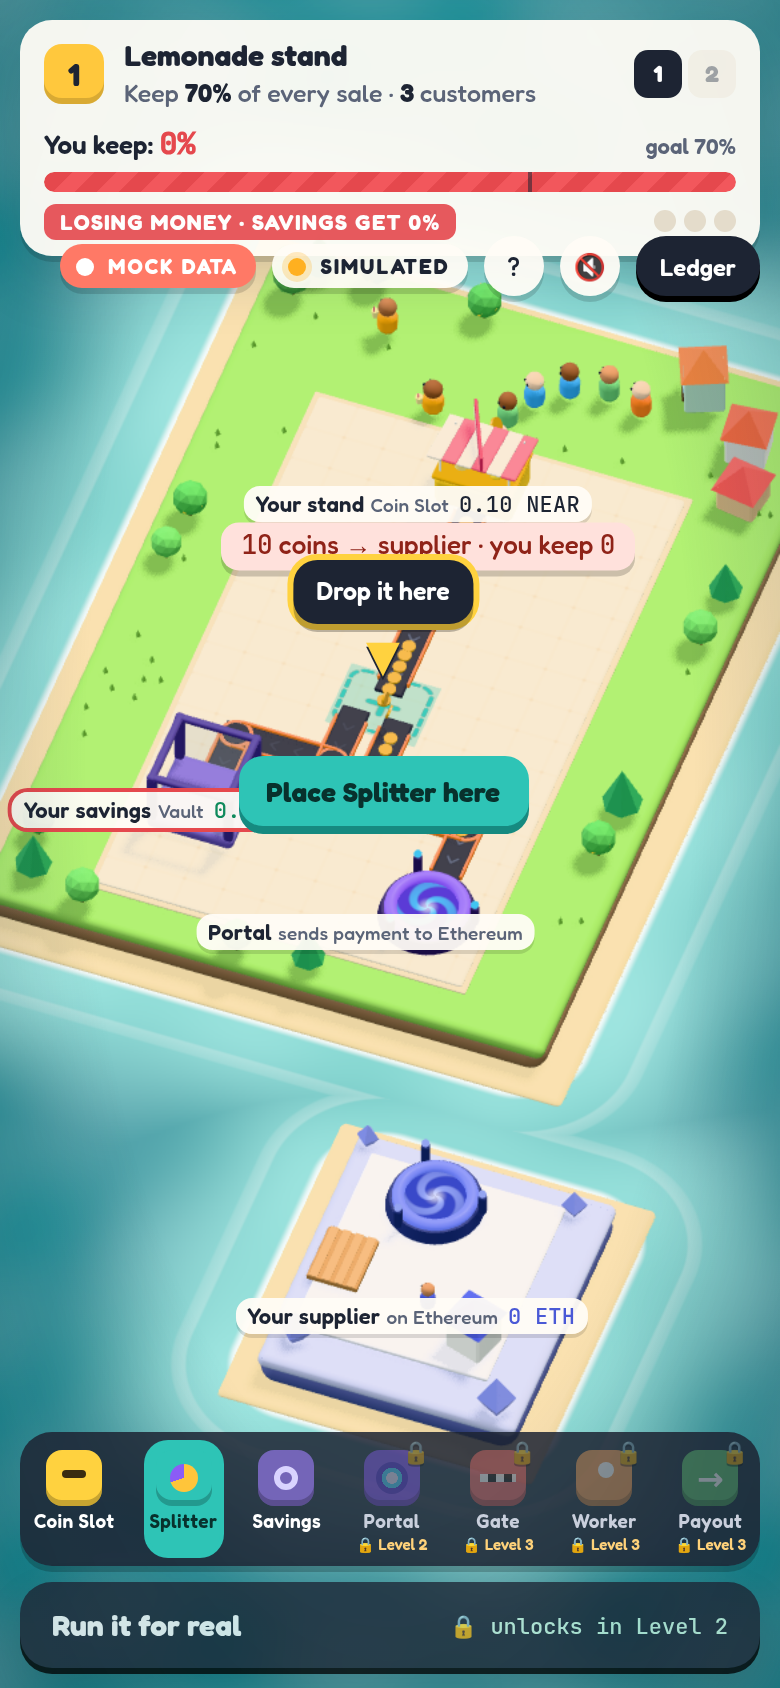 1
Lemonade stand
Keep 70% of every sale · 3 customers
1 2
You keep: 0%
goal 70%
LOSING MONEY · SAVINGS GET 0%
MOCK DATA
SIMULATED
?
Ledger
Your stand Coin Slot 0.10 NEAR
10 coins → supplier · you keep 0
Drop it here
Place Splitter here
Your savings Vault 0.
Portal sends payment to Ethereum
Your supplier on Ethereum 0 ETH
Coin Slot
Splitter
Savings
Portal
Level 2
Gate
Level 3
Worker
Level 3
Payout
Level 3
Run it for real
unlocks in Level 2